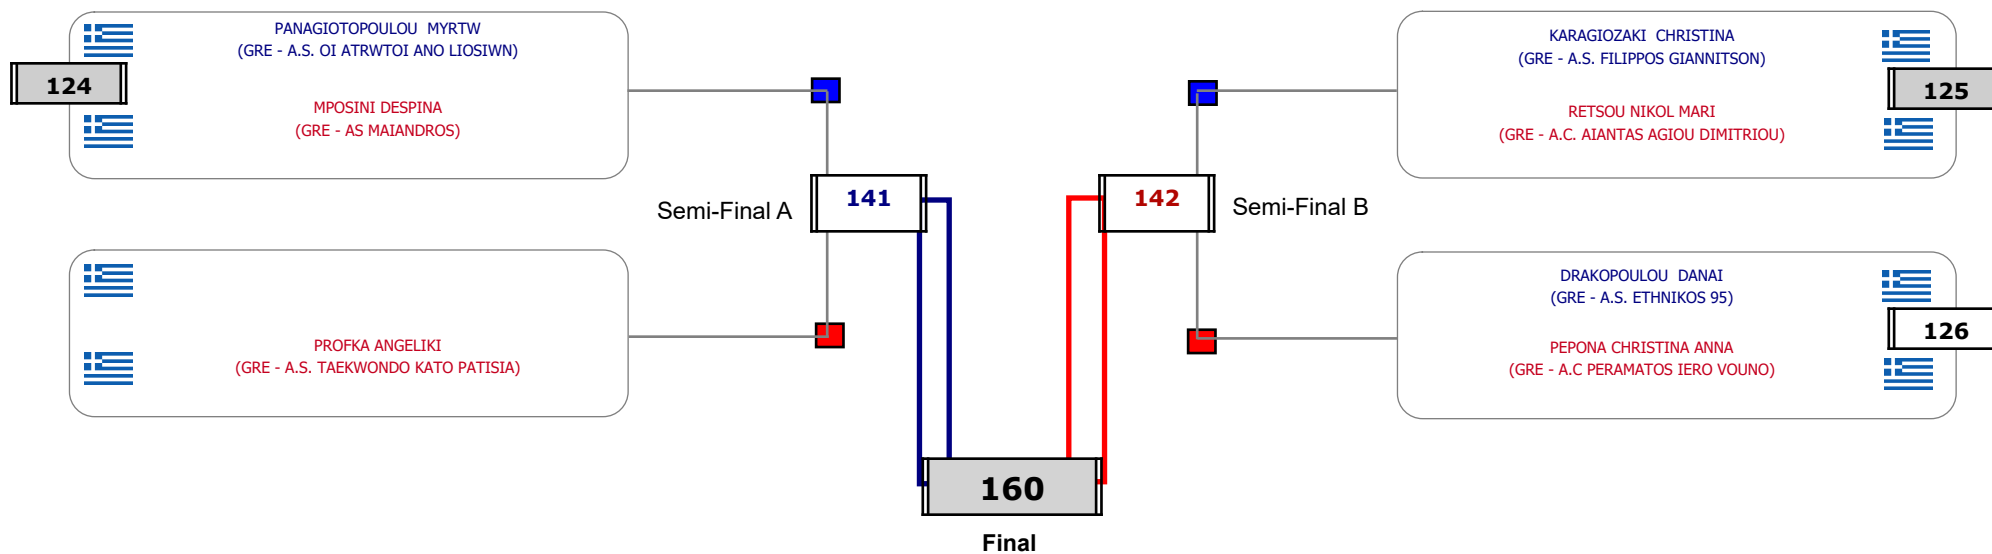 PANAGIOTOPOULOU MYRTW
(GRE - A.S. OI ATRWTOI ANO LIOSIWN)
124
MPOSINI DESPINA
(GRE - AS MAIANDROS)
KARAGIOZAKI CHRISTINA
(GRE - A.S. FILIPPOS GIANNITSON)
125
RETSOU NIKOL MARI
(GRE - A.C. AIANTAS AGIOU DIMITRIOU)
Semi-Final A
141
142
Semi-Final B
PROFKA ANGELIKI
(GRE - A.S. TAEKWONDO KATO PATISIA)
DRAKOPOULOU DANAI
(GRE - A.S. ETHNIKOS 95)
126
PEPONA CHRISTINA ANNA
(GRE - A.C PERAMATOS IERO VOUNO)
160
Final